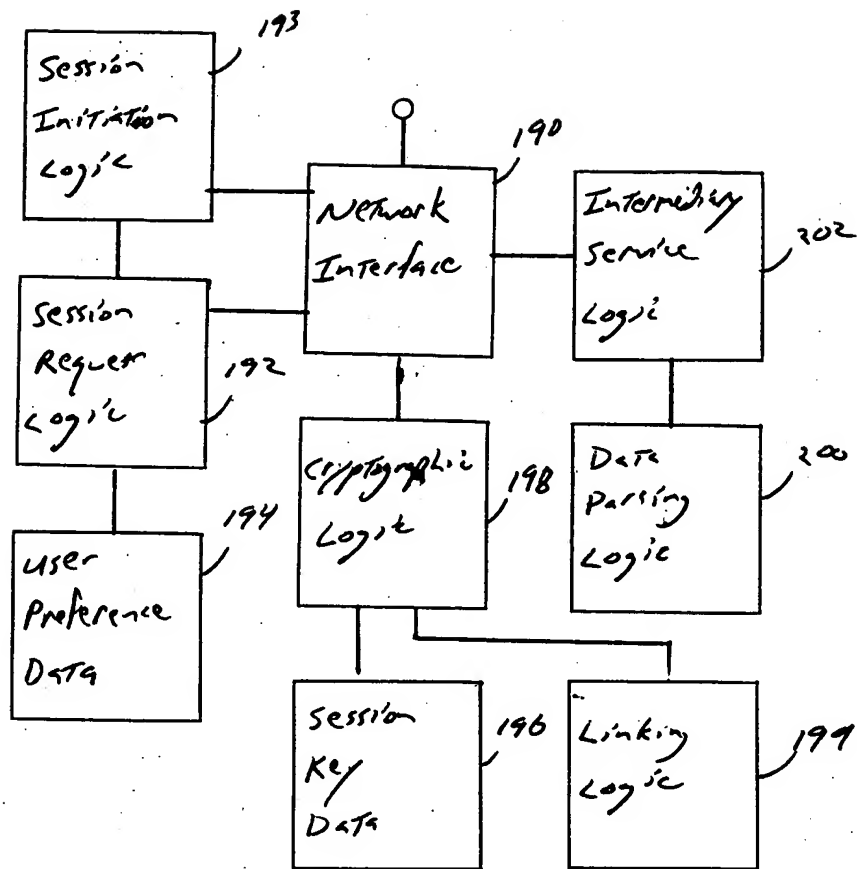 193
Session
Initiation
Logic
190
Network
Interface
Intermediary
Service
Logic
202
Session
Request
Logic
192
Cryptographic
Logic
198
Data
Parsing
Logic
200
User
Preference
Data
194
Session
Key
Data
196
Linking
Logic
199